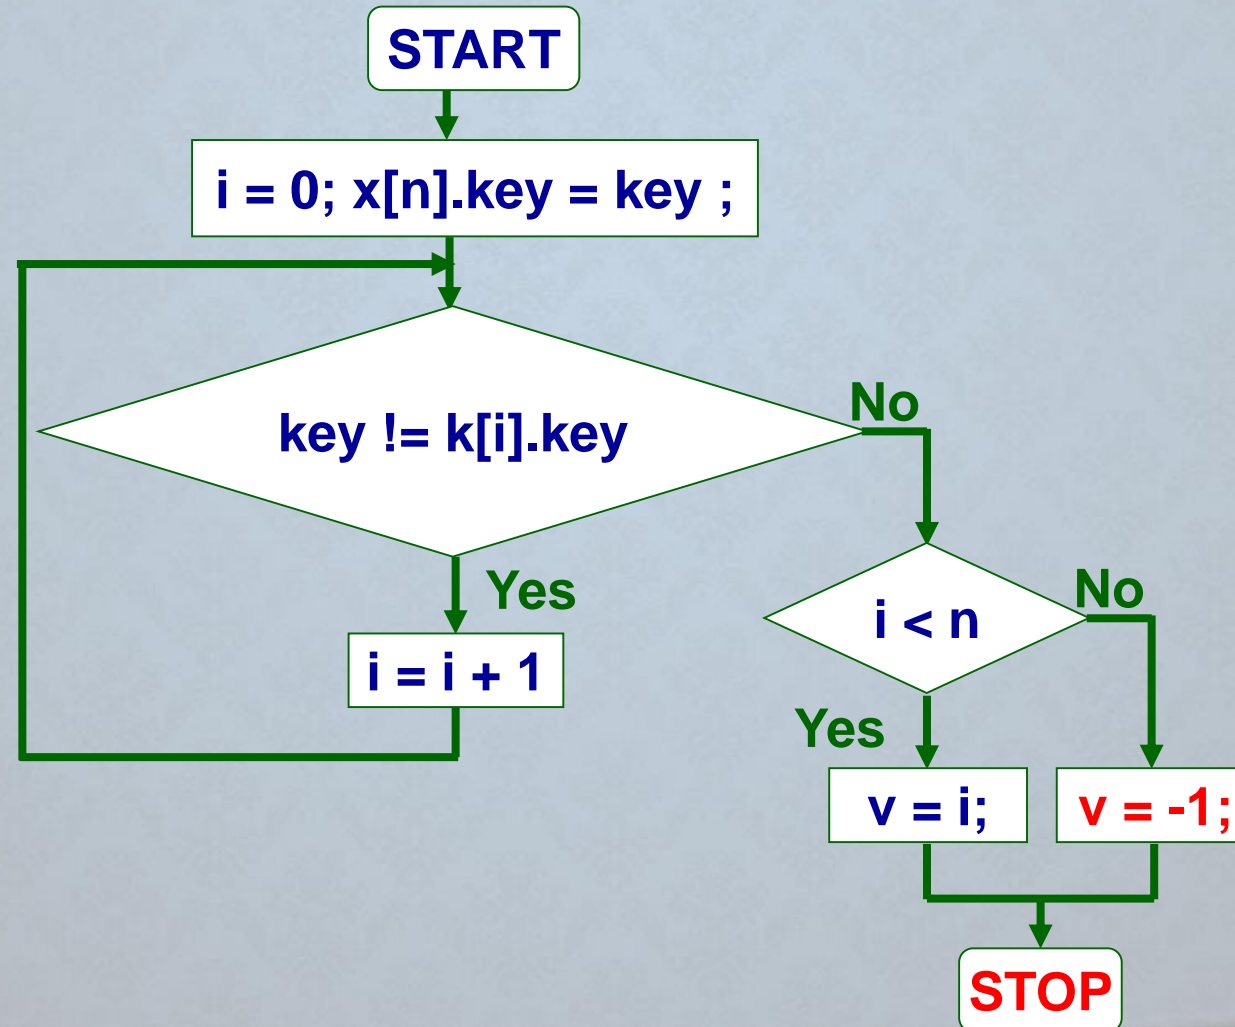 START
i = 0; x[n].key = key ;
key != k[i].key
No
Yes
i = i + 1
i < n
No
Yes
v = i;
v = -1;
STOP